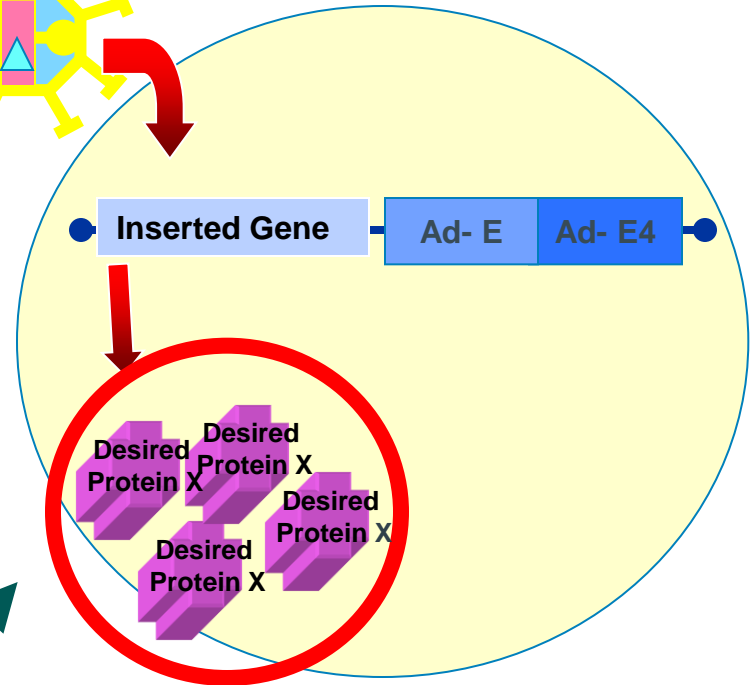 Inserted Gene
Ad- E
Ad- E4
Desired
Protein X
Desired
Protein X
Desired
Protein X
Desired
Protein X